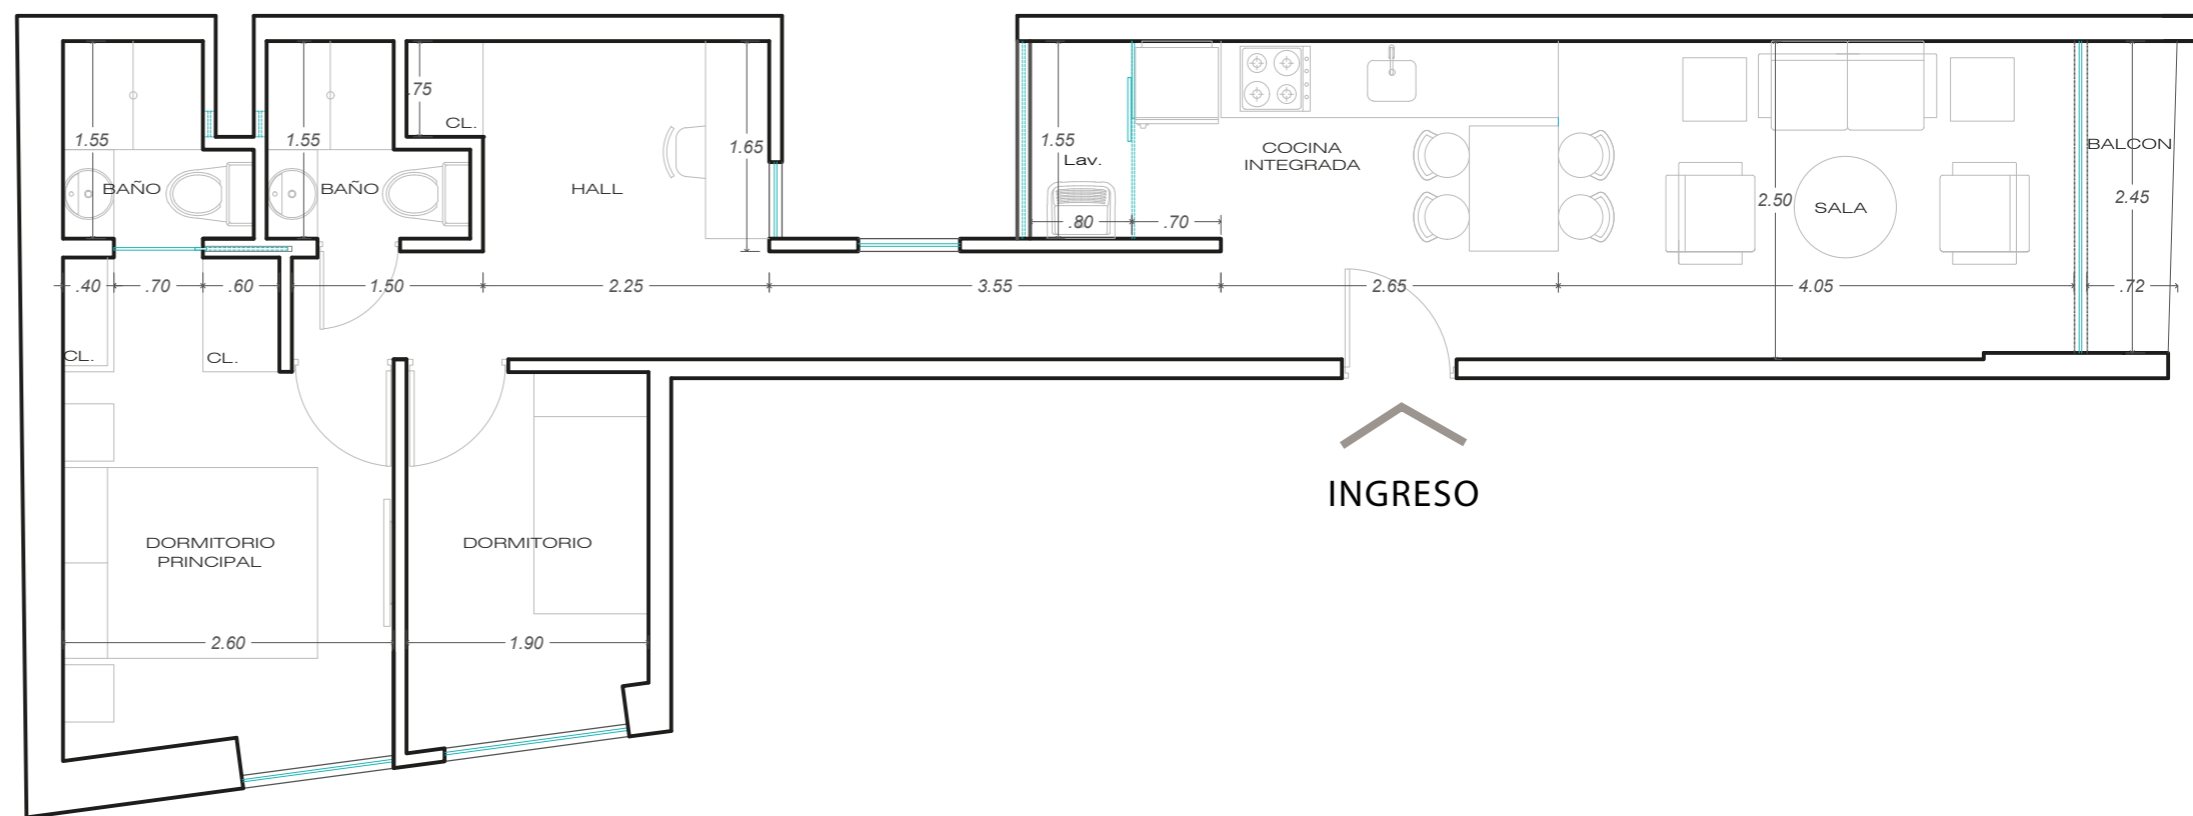 .75
CL.
1.55
1.55
1.65
1.55
COCINA
INTEGRADA
BALCON
Lav.
BAÑO
BAÑO
HALL
2.50
SALA
2.45
.80
.70
.40
.70
.60
1.50
2.25
3.55
2.65
4.05
.72
CL.
CL.
INGRESO
DORMITORIO
PRINCIPAL
DORMITORIO
2.60
1.90